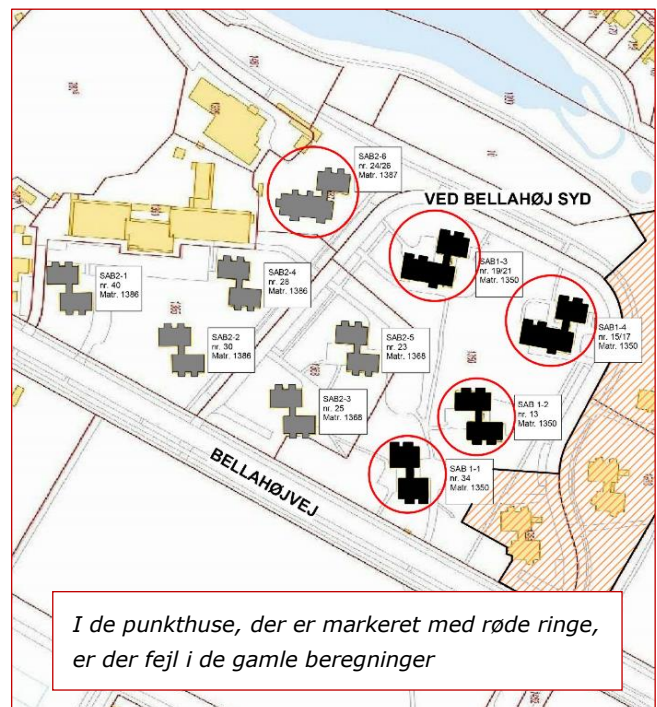 SAB2-6
nr. 24/26
Matr. 1387
VED BELLAHØJ SYD
SAB1-3
nr. 19/21
Matr. 1350
SAB2-1
nr. 40
Matr. 1386
SAB2-4
nr. 28
Matr. 1386
SAB1-4
nr. 15/17
Matr. 1350
SAB2-2
nr. 30
Matr. 1386
SAB2-5
nr. 23
Matr. 1368
SAB2-3
nr. 25
Matr. 1368
SAB 1-2
nr. 13
Matr. 1350
SAB 1-1
nr. 34
Matr. 1350
BELLAHØJVEJ
I de punkthuse, der er markeret med røde ringe,
er der fejl i de gamle beregninger